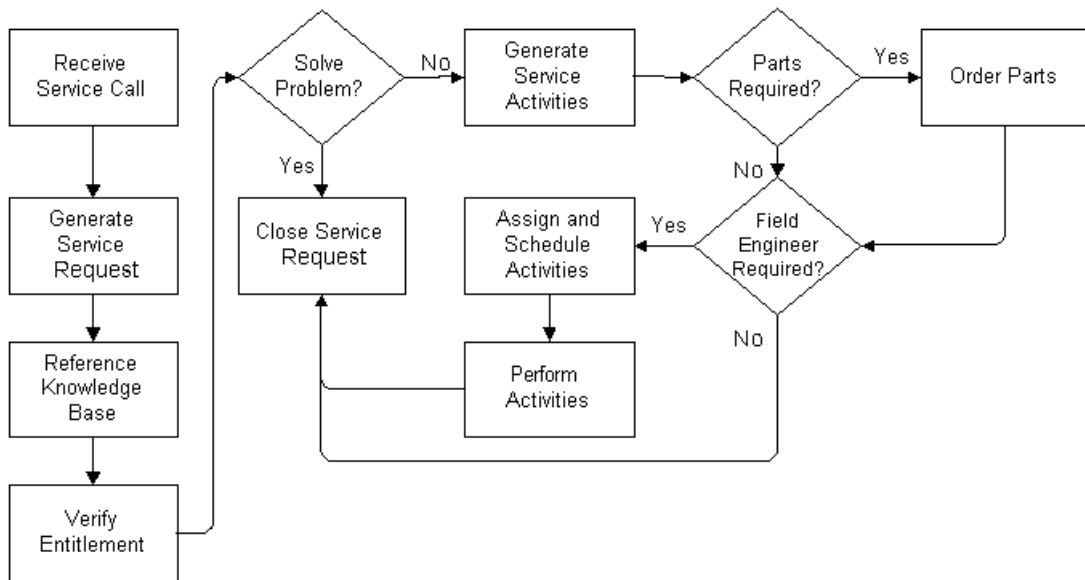 Receive
Service Call
Generate
Service
Request
Reference
Knowledge
Base
Verify
Entitlement
Solve
Problem?
No
Yes
Close Service
Request
Generate
Service
Activities
Parts
Required?
Yes
No
Order Parts
Field
Engineer
Required?
Yes
No
Assign and
Schedule
Activities
Perform
Activities